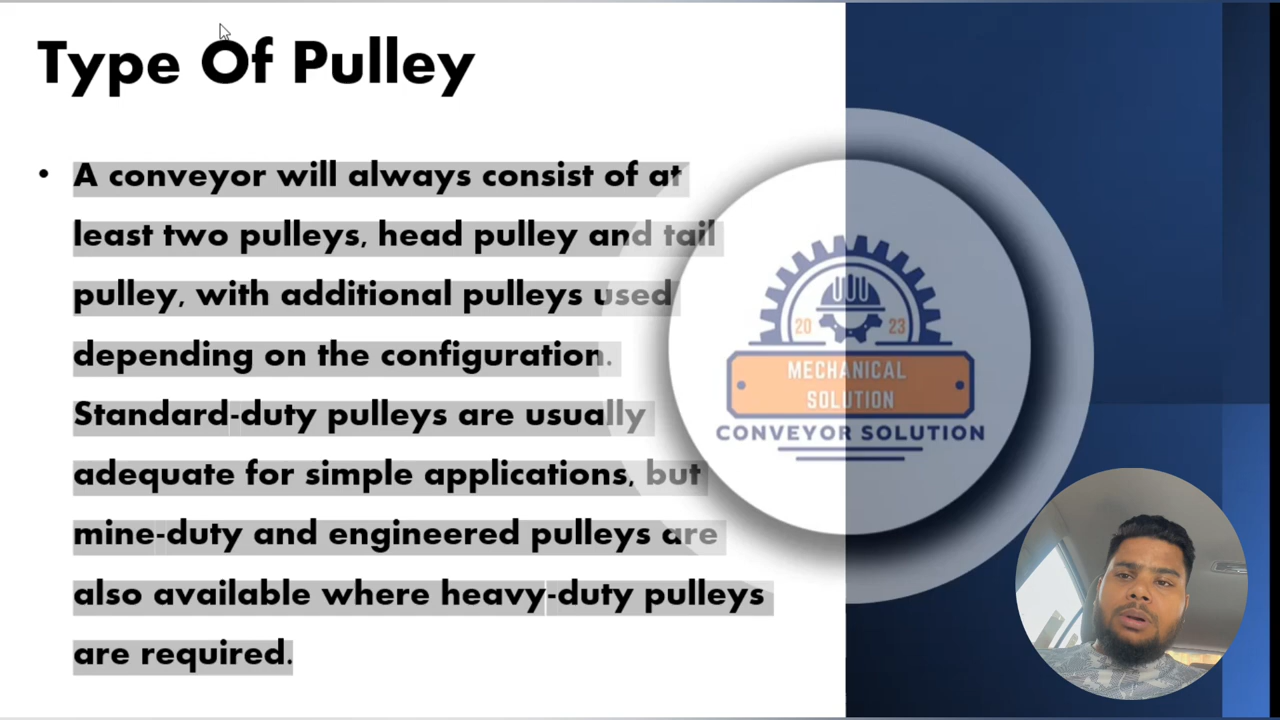 Type Of Pulley
• A conveyor will always consist of at
least two pulleys, head pulley and tail
pulley, with additional pulleys used
depending on the configuration.
Standard-duty pulleys are usually
adequate for simple applications, but
mine-duty and engineered pulleys are
also available where heavy-duty pulleys
are required.
20 23
MECHANICAL
SOLUTION
CONVEYOR SOLUTION